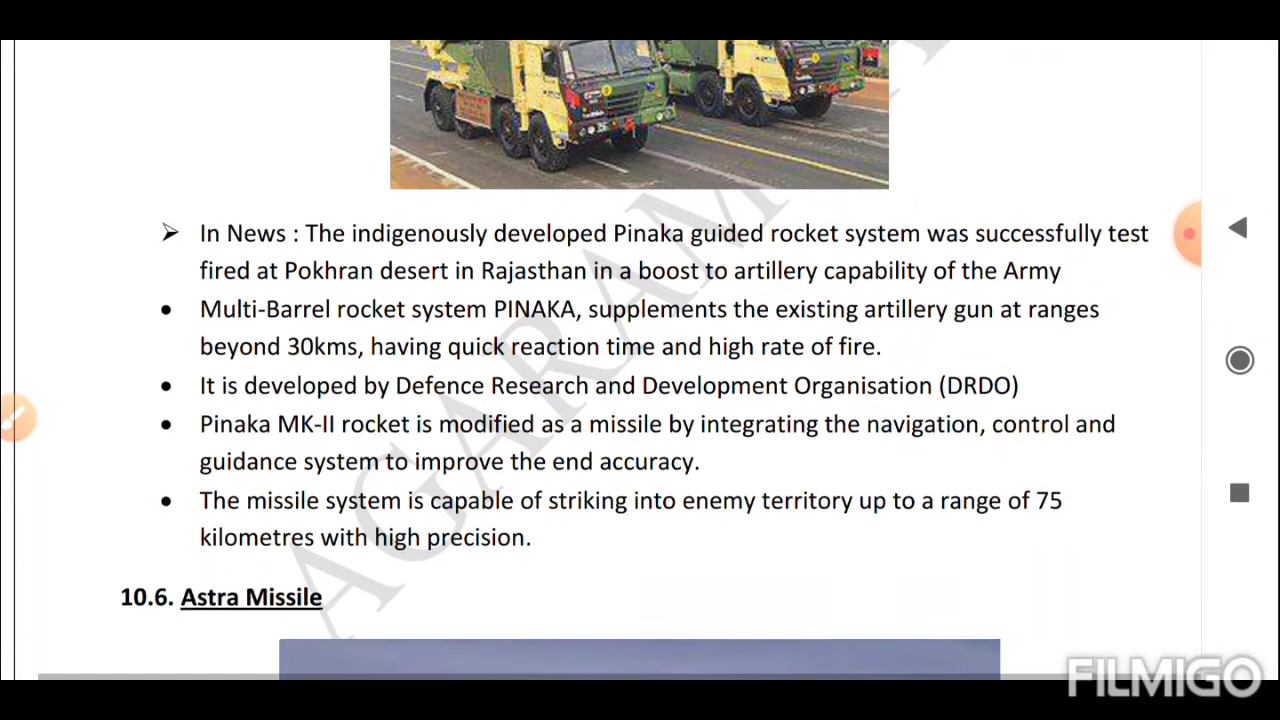 ➢ In News : The indigenously developed Pinaka guided rocket system was successfully test
fired at Pokhran desert in Rajasthan in a boost to artillery capability of the Army
• Multi-Barrel rocket system PINAKA, supplements the existing artillery gun at ranges
beyond 30kms, having quick reaction time and high rate of fire.
• It is developed by Defence Research and Development Organisation (DRDO)
• Pinaka MK-II rocket is modified as a missile by integrating the navigation, control and
guidance system to improve the end accuracy.
• The missile system is capable of striking into enemy territory up to a range of 75
kilometres with high precision.
10.6. Astra Missile
AGARAM
FILMIGO